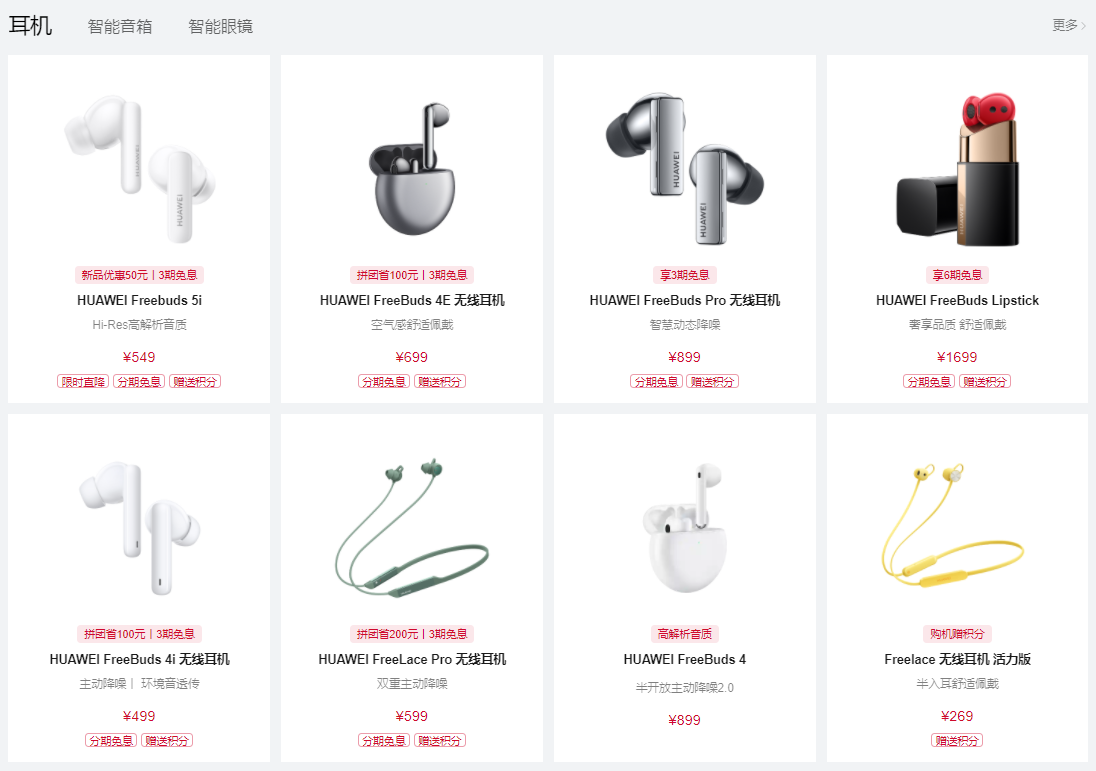 耳机 智能音箱 智能眼镜 更多
HUAWEI
HUAWEI
HUAWEI
HUAWEI
HUAWEI
新品优惠50元丨3期免息
HUAWEI Freebuds 5i
Hi-Res高解析音质
¥549
限时直降 分期免息 赠送积分
拼团省100元丨3期免息
HUAWEI FreeBuds 4E 无线耳机
空气感舒适佩戴
¥699
分期免息 赠送积分
享3期免息
HUAWEI FreeBuds Pro 无线耳机
智慧动态降噪
¥899
分期免息 赠送积分
享6期免息
HUAWEI FreeBuds Lipstick
奢享品质 舒适佩戴
¥1699
分期免息 赠送积分
拼团省100元丨3期免息
HUAWEI FreeBuds 4i 无线耳机
主动降噪丨 环境音透传
¥499
分期免息 赠送积分
拼团省200元丨3期免息
HUAWEI FreeLace Pro 无线耳机
双重主动降噪
¥599
分期免息 赠送积分
高解析音质
HUAWEI FreeBuds 4
半开放主动降噪2.0
¥899
购机赠积分
Freelace 无线耳机 活力版
半入耳舒适佩戴
¥269
赠送积分